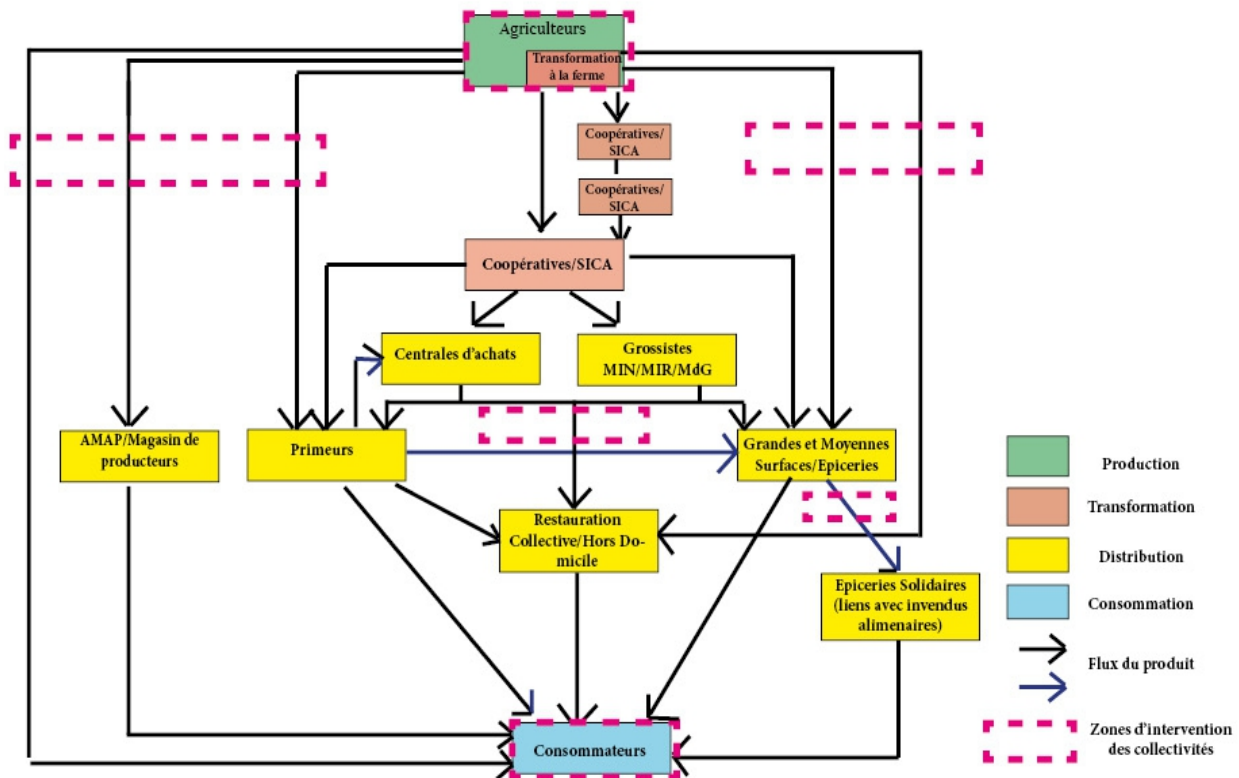 Agriculteurs
Transformation
à la ferme
Coopératives/
SICA
Coopératives/
SICA
Coopératives/SICA
Centrales d'achats
Grossistes
MIN/MIR/MdG
AMAP/Magasin de
producteurs
Primeurs
Grandes et Moyennes
Surfaces/Epiceries
Restauration
Collective/Hors Do-
micile
Epiceries Solidaires
(liens avec invendus
alimenaires)
Consommateurs
Production
Transformation
Distribution
Consommation
Flux du produit
Zones d'intervention
des collectivités